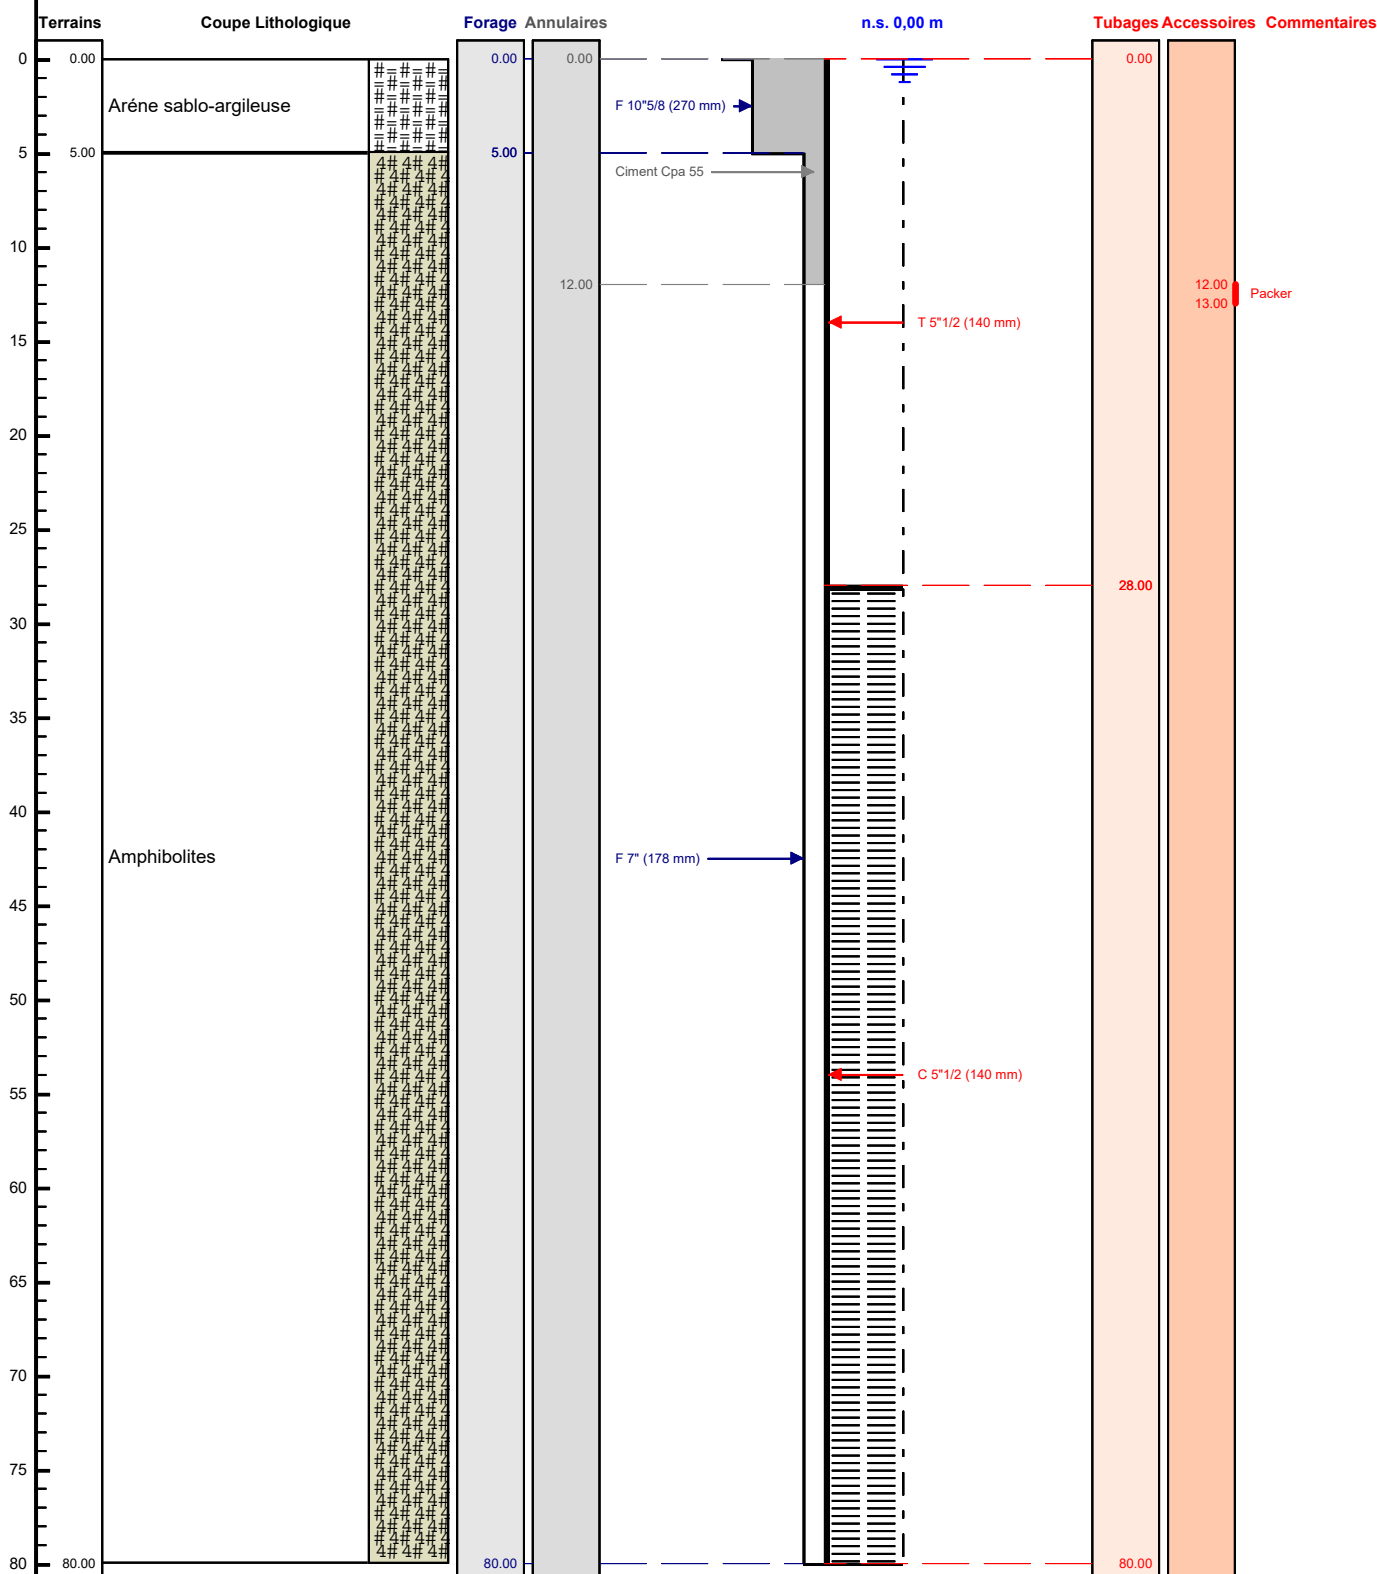 Terrains Coupe Lithologique Forage Annulaires n.s. 0,00 m Tubages Accessoires Commentaires
0 0.00 0.00 0.00 0.00
Aréne sablo-argileuse F 10"5/8 (270 mm)
5 5.00 5.00
Ciment Cpa 55
10
12.00 12.00
Packer
13.00
T 5"1/2 (140 mm)
15
20
25
28.00
30
35
40
Amphibolites F 7" (178 mm)
45
50
C 5"1/2 (140 mm)
55
60
65
70
75
80 80.00 80.00 80.00